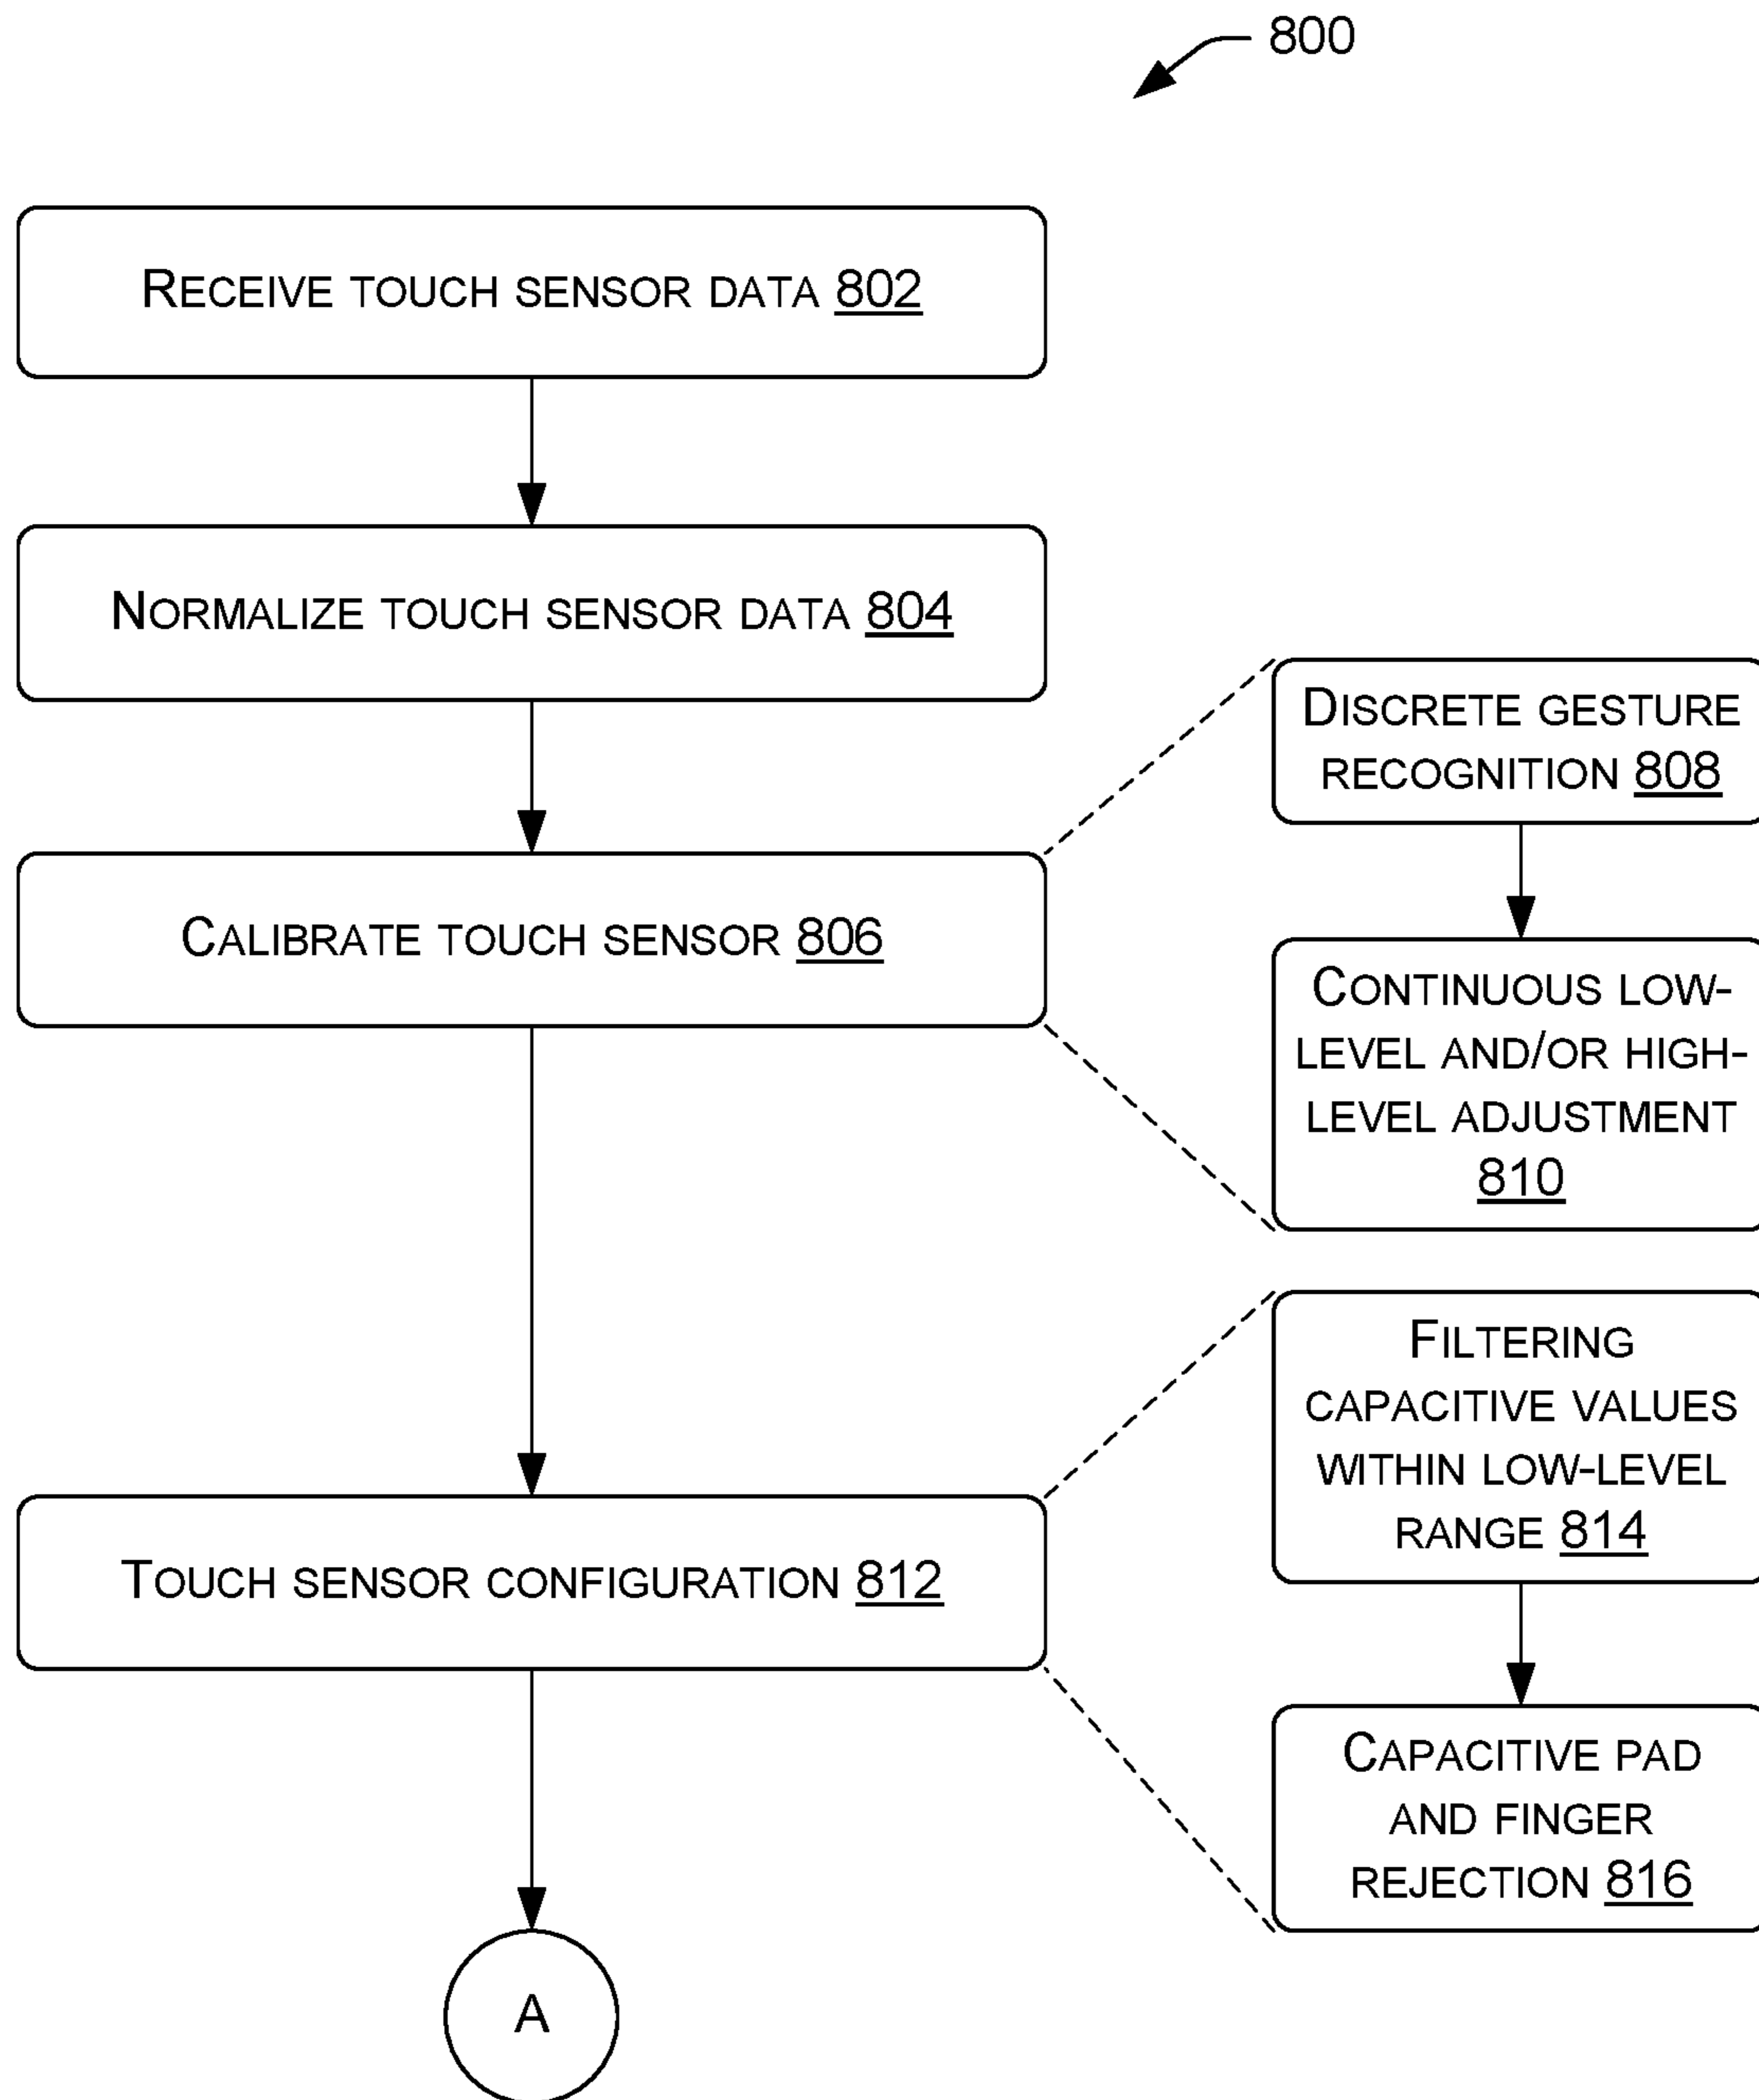 800
RECEIVE TOUCH SENSOR DATA 802
NORMALIZE TOUCH SENSOR DATA 804
CALIBRATE TOUCH SENSOR 806
DISCRETE GESTURE
RECOGNITION 808
CONTINUOUS LOW-
LEVEL AND/OR HIGH-
LEVEL ADJUSTMENT
810
TOUCH SENSOR CONFIGURATION 812
FILTERING
CAPACITIVE VALUES
WITHIN LOW-LEVEL
RANGE 814
CAPACITIVE PAD
AND FINGER
REJECTION 816
A